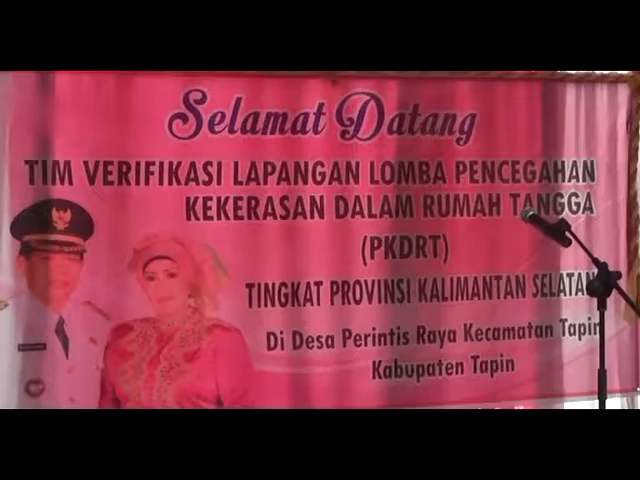 Selamat Datang
TIM VERIFIKASI LAPANGAN LOMBA PENCEGAHAN
KEKERASAN DALAM RUMAH TANGGA
(PKDRT)
TINGKAT PROVINSI KALIMANTAN SELATAN
Di Desa Perintis Raya Kecamatan Tapin
Kabupaten Tapin